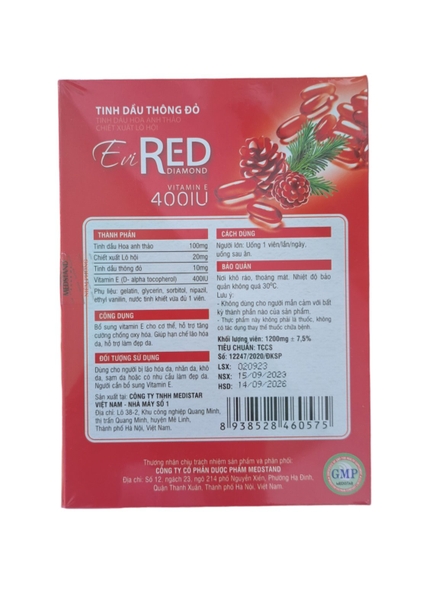 TINH DẦU THÔNG ĐỎ
TINH DẦU HOA ANH THẢO
CHIẾT XUẤT LÔ HỘI
Evi RED
DIAMOND
VITAMIN E
400IU
THÀNH PHẦN
Tinh dầu Hoa anh thảo 100mg
Chiết xuất Lô hội 20mg
Tinh dầu thông đỏ 10mg
Vitamin E (D- alpha tocopherol) 400IU
Phụ liệu: gelatin, glycerin, sorbitol, nipazil,
ethyl vanilin, nước tinh khiết vừa đủ 1 viên.
CÔNG DỤNG
Bổ sung vitamin E cho cơ thể, hỗ trợ tăng
cường chống oxy hóa. Giúp hạn chế lão hóa
da, hỗ trợ làm đẹp da.
ĐỐI TƯỢNG SỬ DỤNG
Dùng cho người bị lão hóa da, nhăn da, khô
da, sạm da hoặc có nhu cầu làm đẹp da.
Người cần bổ sung Vitamin E.
Sản xuất tại: CÔNG TY TNHH MEDISTAR
VIỆT NAM - NHÀ MÁY SỐ 1
Địa chỉ: Lô 38-2, Khu công nghiệp Quang Minh,
thị trấn Quang Minh, huyện Mê Linh,
Thành phố Hà Nội, Việt Nam.
CÁCH DÙNG
Người lớn: Uống 1 viên/lần/ngày,
uống sau ăn.
BẢO QUẢN
Nơi khô ráo, thoáng mát. Nhiệt độ bảo
quản không quá 30°C.
Lưu ý:
- Không dùng cho người mẫn cảm với bất
kỳ thành phần nào của sản phẩm.
- Thực phẩm này không phải là thuốc, không
có tác dụng thay thế thuốc chữa bệnh.
Khối lượng viên: 1200mg ± 7,5%
TIÊU CHUẨN: TCCS
Số: 12247/2020/ĐKSP
LSX: 020923
NSX: 15/09/2023
HSD: 14/09/2026
8 938528 460575
Thương nhân chịu trách nhiệm sản phẩm và phân phối:
CÔNG TY CỔ PHẦN DƯỢC PHẨM MEDSTAND
Địa chỉ: Số 12, ngách 23, ngõ 214 phố Nguyễn Xiển, Phường Hạ Đình,
Quận Thanh Xuân, Thành phố Hà Nội, Việt Nam.
GMP